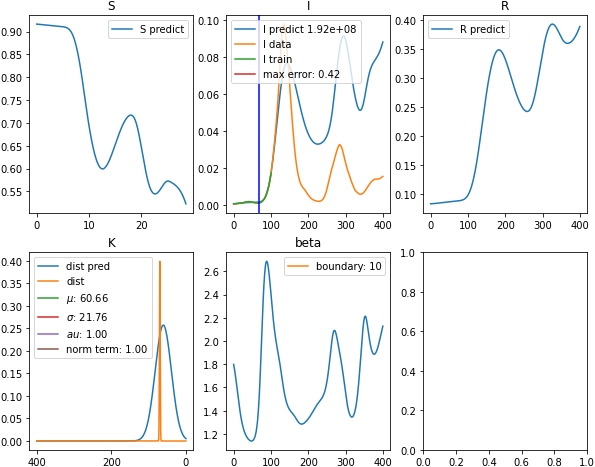 S
I
R
S predict
I predict 1.92e+08
I data
I train
max error: 0.42
R predict
0.90
0.85
0.80
0.75
0.70
0.65
0.60
0.55
0 10 20
0.10
0.08
0.06
0.04
0.02
0.00
0 100 200 300 400
0.40
0.35
0.30
0.25
0.20
0.15
0.10
0 100 200 300 400
K
beta
dist pred
dist
μ: 60.66
σ: 21.76
au: 1.00
norm term: 1.00
boundary: 10
0.40
0.35
0.30
0.25
0.20
0.15
0.10
0.05
0.00
400 200 0
2.6
2.4
2.2
2.0
1.8
1.6
1.4
1.2
0 100 200 300 400
1.0
0.8
0.6
0.4
0.2
0.0
0.0 0.2 0.4 0.6 0.8 1.0